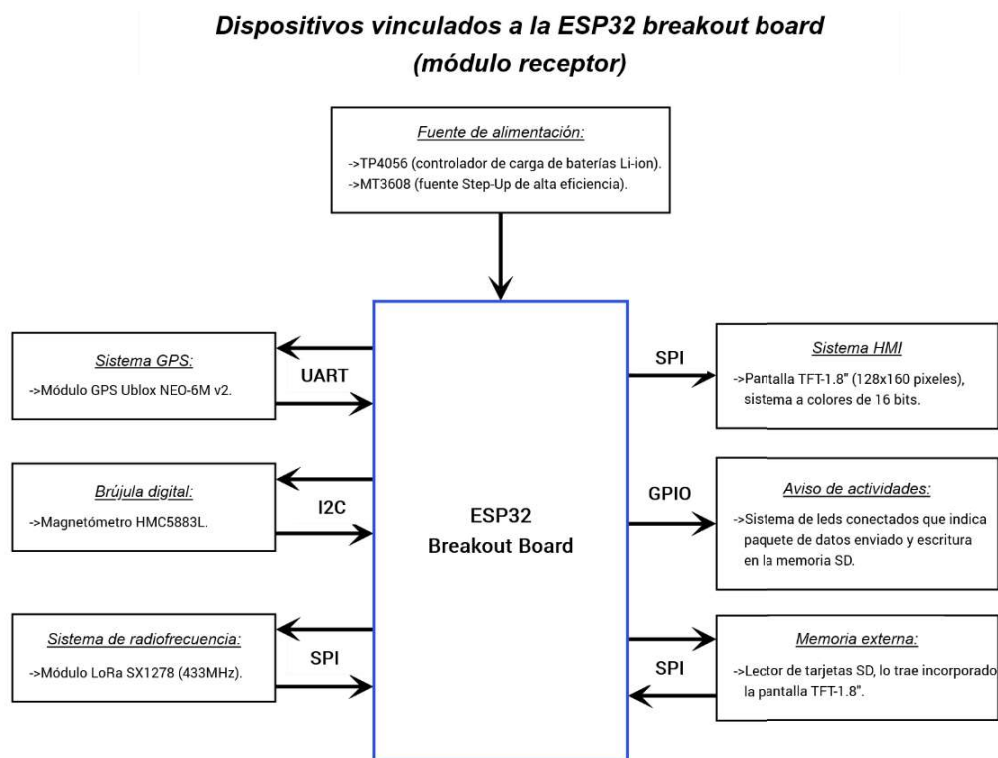 Dispositivos vinculados a la ESP32 breakout board
(módulo receptor)
Fuente de alimentación:
->TP4056 (controlador de carga de baterías Li-ion).
->MT3608 (fuente Step-Up de alta eficiencia).
Sistema GPS:
->Módulo GPS Ublox NEO-6M v2.
UART
Brújula digital:
->Magnetómetro HMC5883L.
I2C
Sistema de radiofrecuencia:
->Módulo LoRa SX1278 (433MHz).
SPI
ESP32
Breakout Board
SPI
Sistema HMI
->Pantalla TFT-1.8" (128x160 pixeles),
sistema a colores de 16 bits.
GPIO
Aviso de actividades:
->Sistema de leds conectados que indica
paquete de datos enviado y escritura
en la memoria SD.
SPI
Memoria externa:
->Lector de tarjetas SD, lo trae incorporado
la pantalla TFT-1.8".